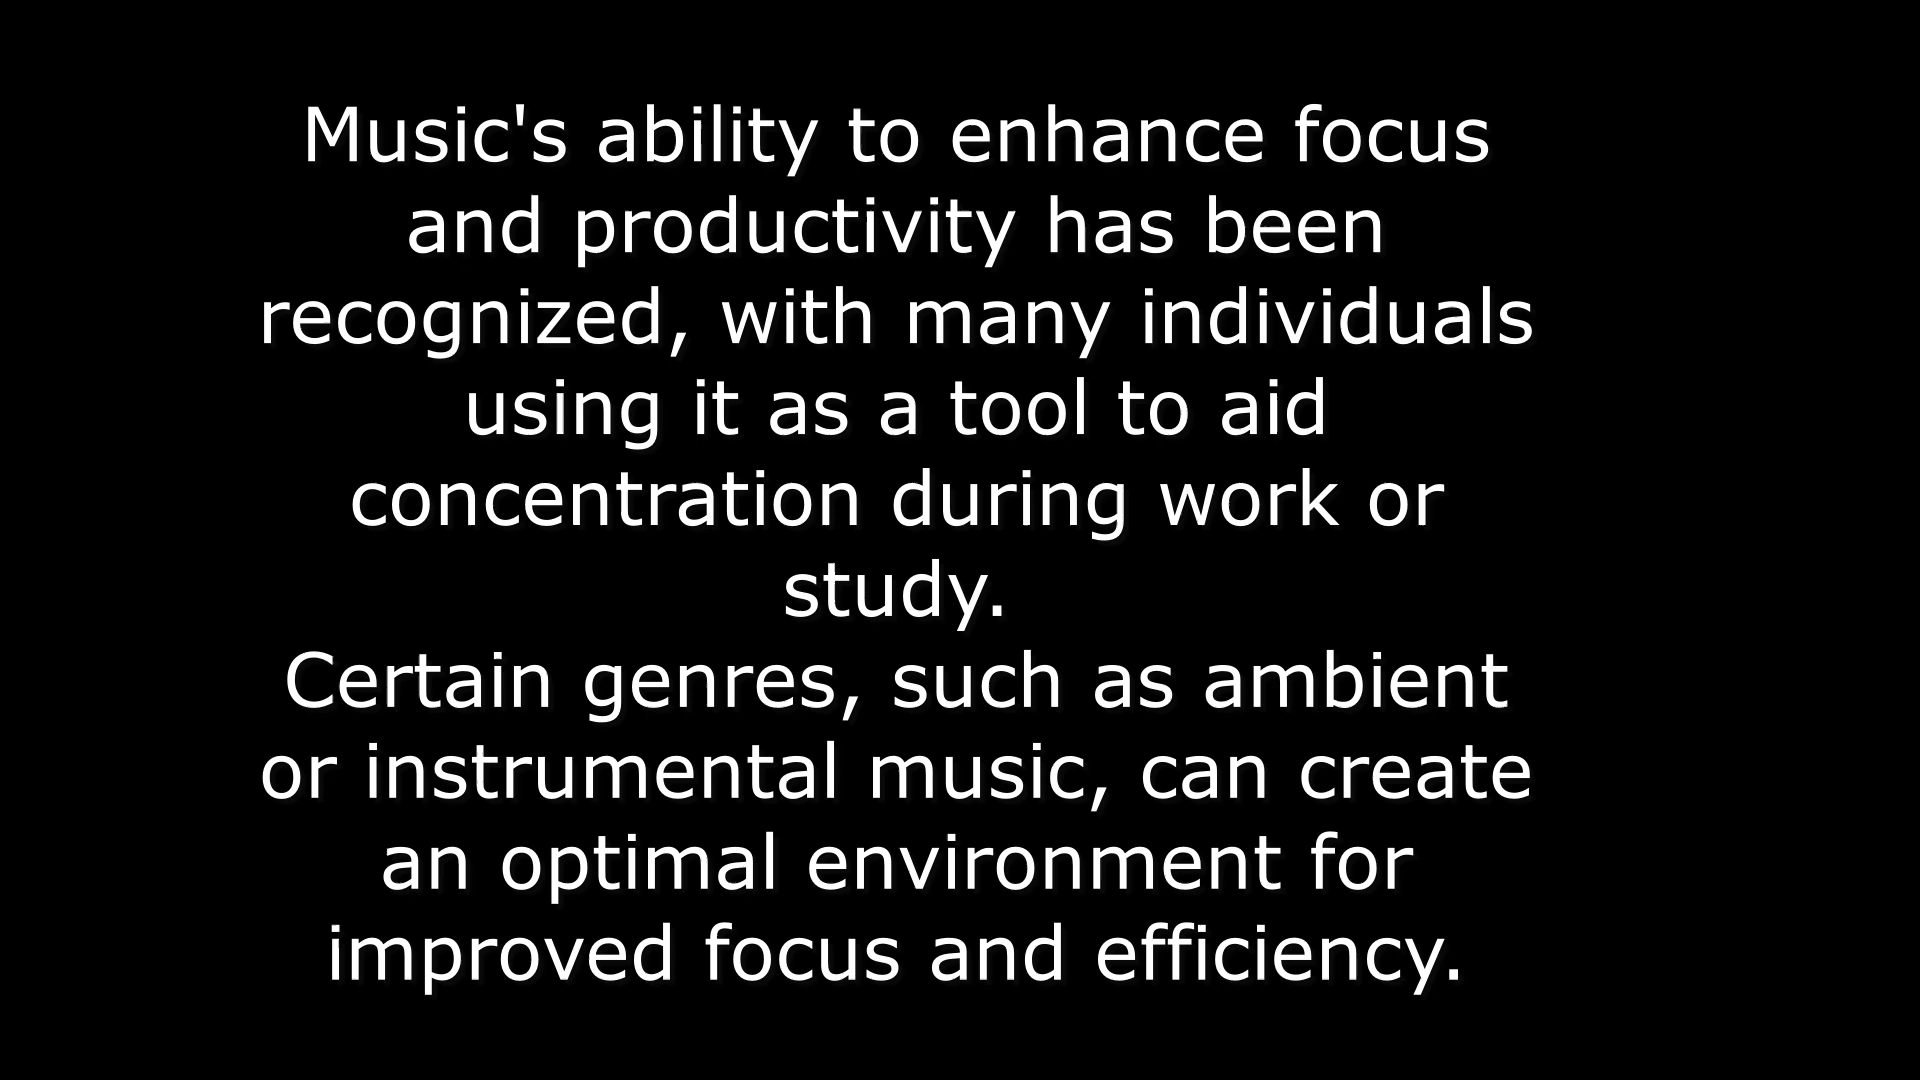 Music's ability to enhance focus
and productivity has been
recognized, with many individuals
using it as a tool to aid
concentration during work or
study.
Certain genres, such as ambient
or instrumental music, can create
an optimal environment for
improved focus and efficiency.